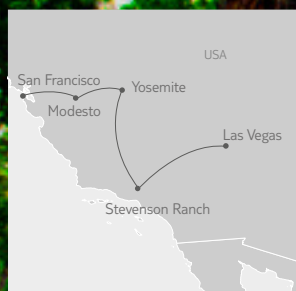 USA
San Francisco
Yosemite
Modesto
Las Vegas
Stevenson Ranch